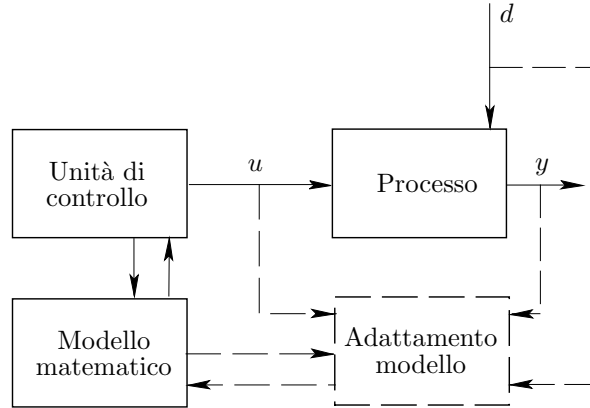 d
Unità di
controllo
u
Processo
y
Modello
matematico
Adattamento
modello